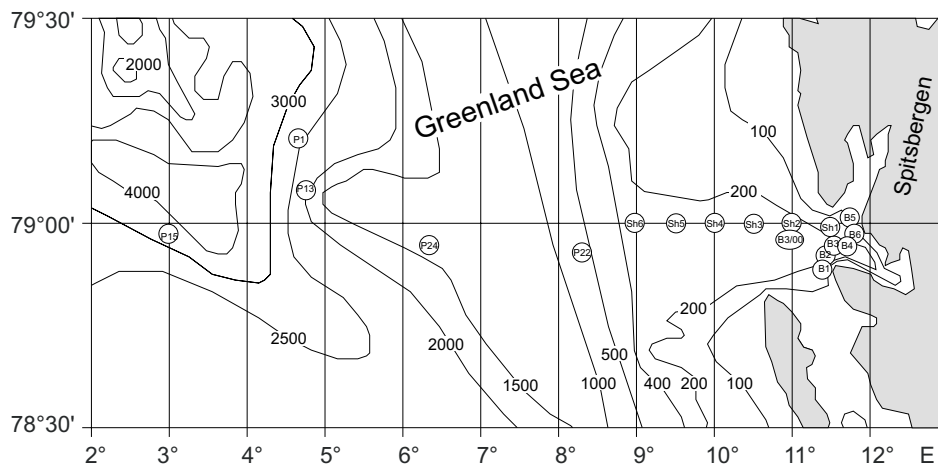 79°30'
2000
3000
Greenland Sea
100
P1
Spitsbergen
4000
P13
200
79°00'
P15
P24
P22
Sh6
Sh5
Sh4
Sh3
Sh2
Sh1
B5
B3/00
B3
B4
B6
B2
B1
200
2500
2000
1500
1000
500
400
200
100
78°30'
2°
3°
4°
5°
6°
7°
8°
9°
10°
11°
12°
E